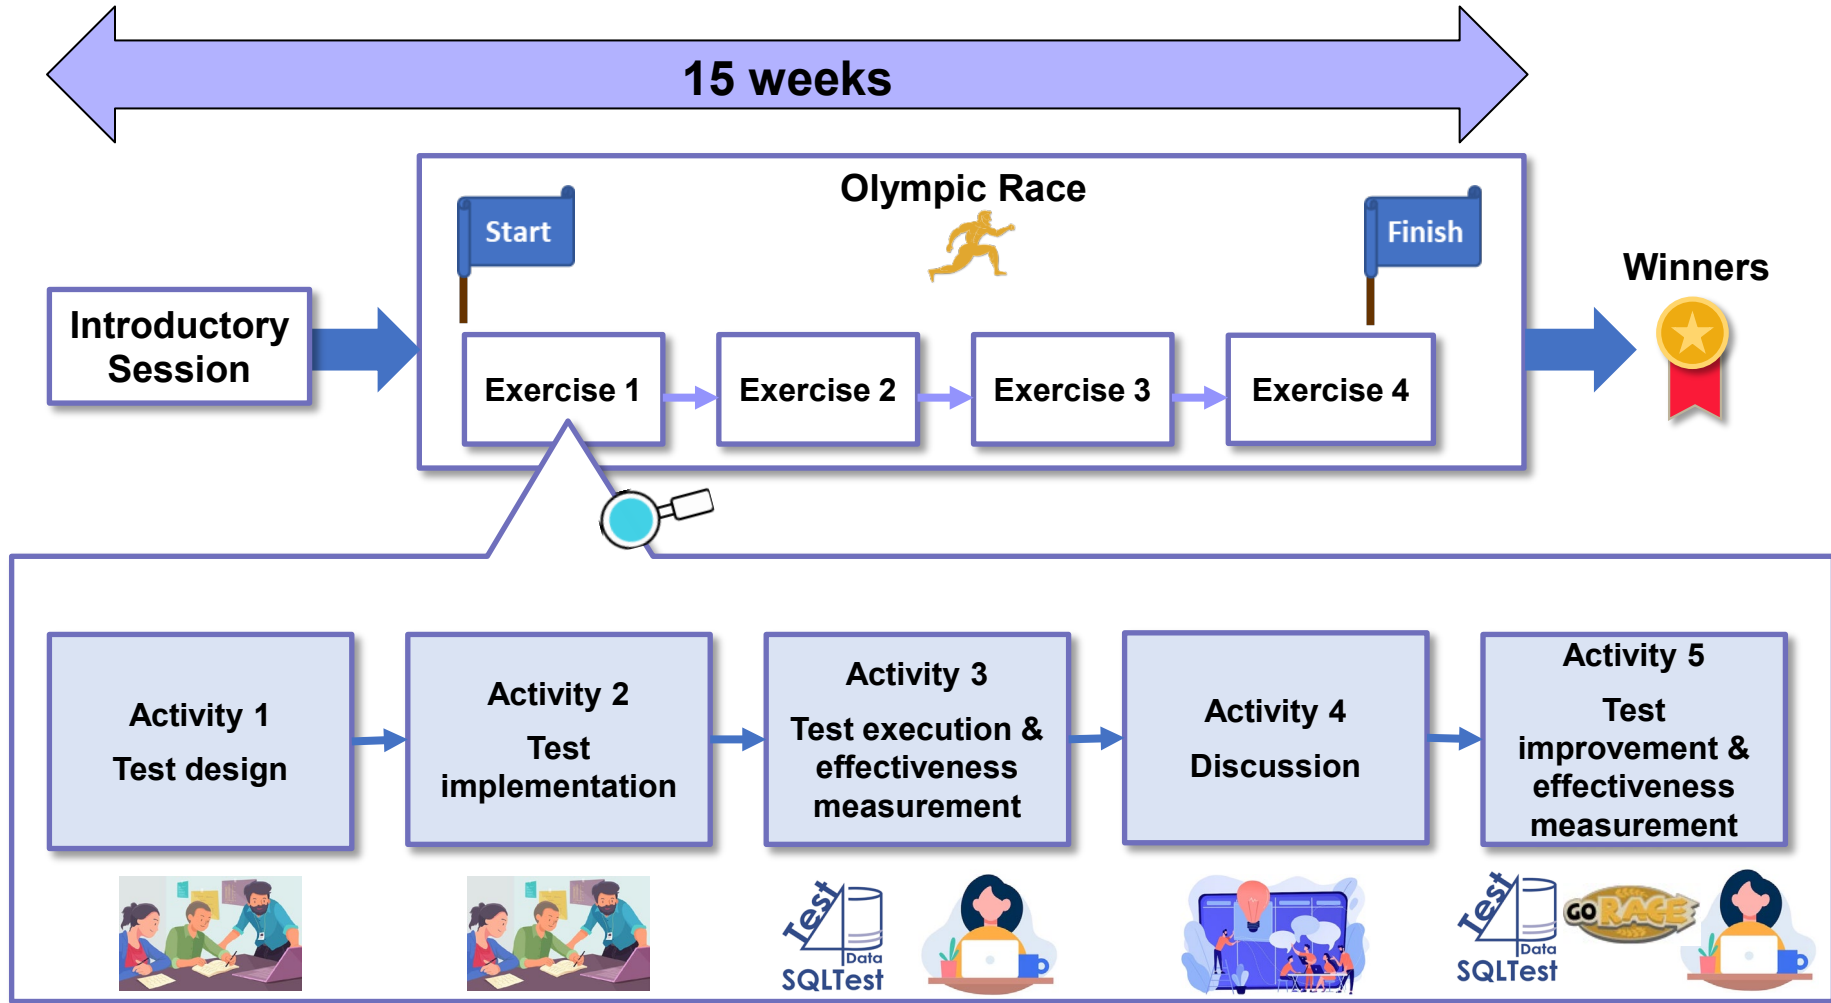 15 weeks
Olympic Race
Start
Finish
Winners
Introductory
Session
Exercise 1
Exercise 2
Exercise 3
Exercise 4
Activity 1
Test design
Activity 2
Test
implementation
Activity 3
Test execution &
effectiveness
measurement
Activity 4
Discussion
Activity 5
Test
improvement &
effectiveness
measurement
Test
Data
SQLTest
Test
Data
SQLTest
GO RACE